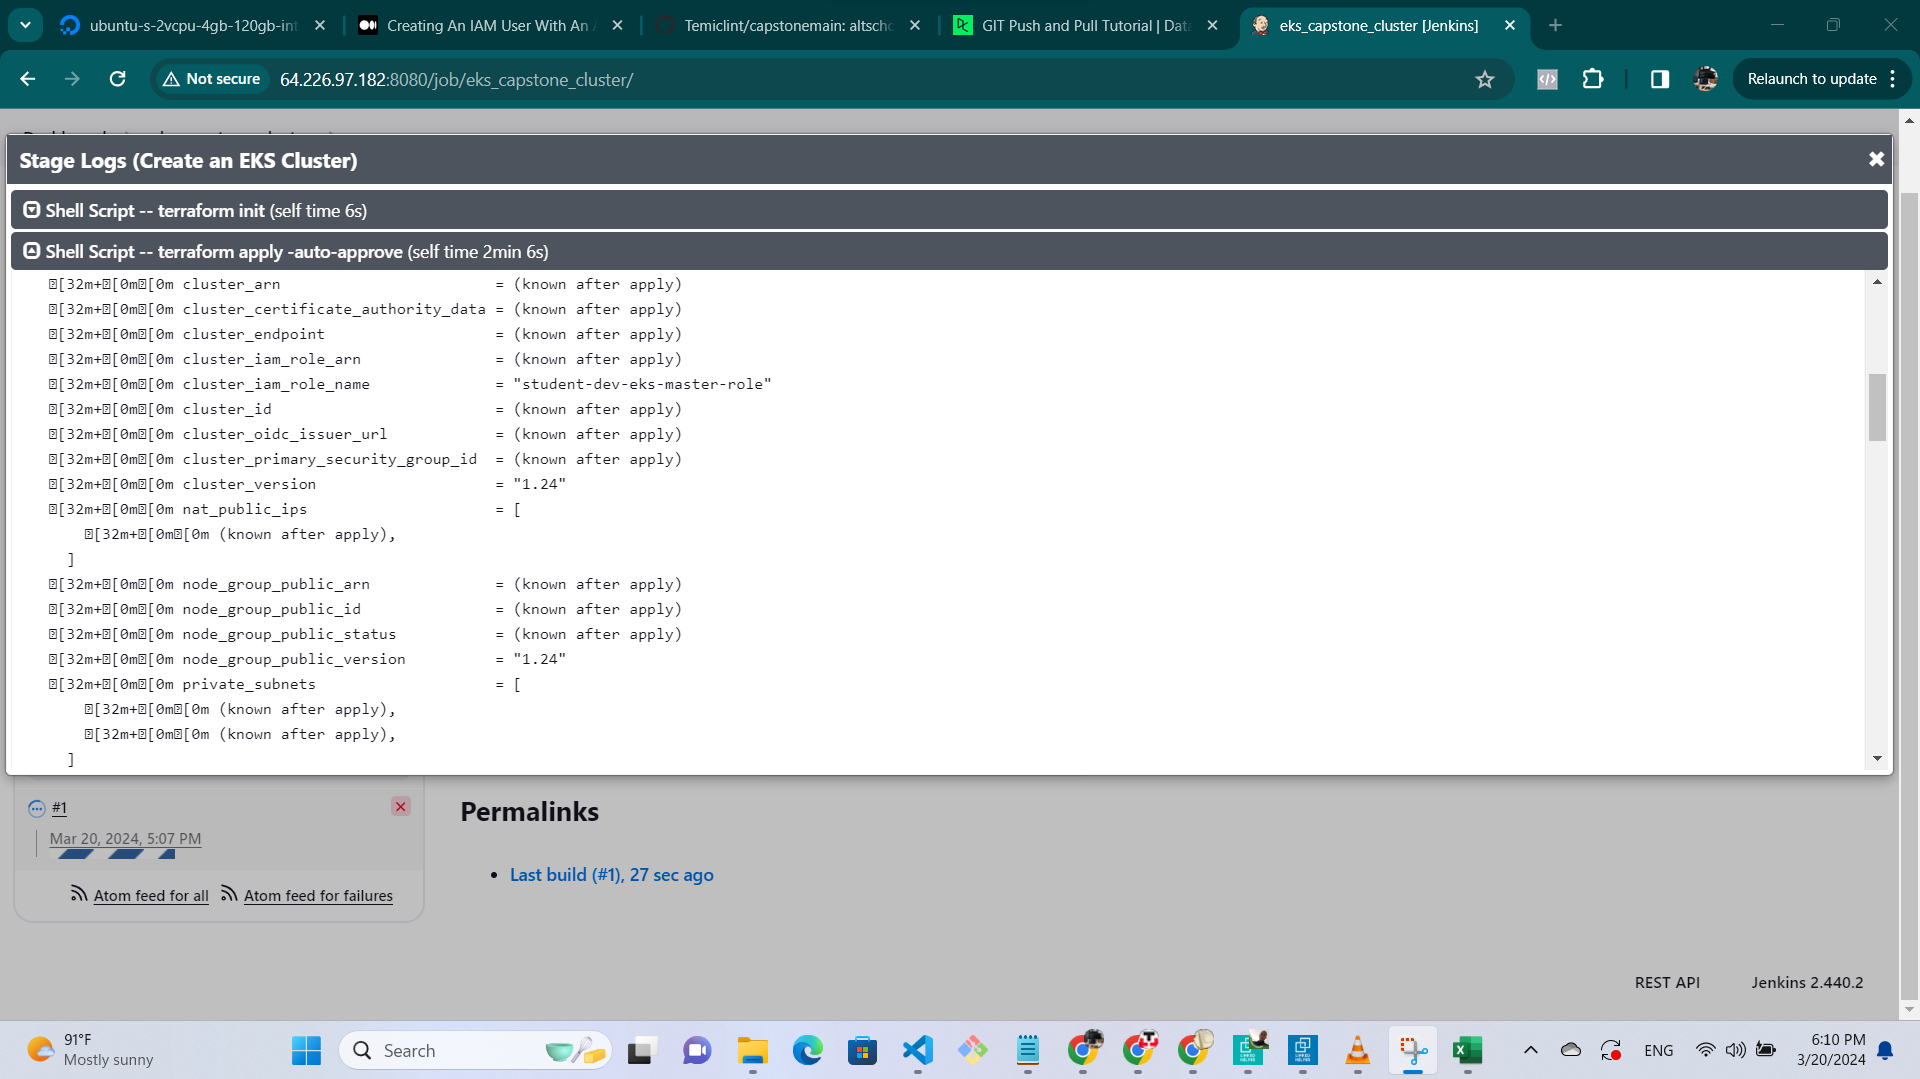 ubuntu-s-2vcpu-4gb-120gb-int
Creating An IAM User With An A
Temiclint/capstonemain: altscho
GIT Push and Pull Tutorial | Data
eks_capstone_cluster [Jenkins]
Not secure
64.226.97.182:8080/job/eks_capstone_cluster/
Relaunch to update
Stage Logs (Create an EKS Cluster)
Shell Script -- terraform init (self time 6s)
Shell Script -- terraform apply -auto-approve (self time 2min 6s)
[32m+[0m[0m cluster_arn = (known after apply)
[32m+[0m[0m cluster_certificate_authority_data = (known after apply)
[32m+[0m[0m cluster_endpoint = (known after apply)
[32m+[0m[0m cluster_iam_role_arn = (known after apply)
[32m+[0m[0m cluster_iam_role_name = "student-dev-eks-master-role"
[32m+[0m[0m cluster_id = (known after apply)
[32m+[0m[0m cluster_oidc_issuer_url = (known after apply)
[32m+[0m[0m cluster_primary_security_group_id = (known after apply)
[32m+[0m[0m cluster_version = "1.24"
[32m+[0m[0m nat_public_ips = [
[32m+[0m[0m (known after apply),
]
[32m+[0m[0m node_group_public_arn = (known after apply)
[32m+[0m[0m node_group_public_id = (known after apply)
[32m+[0m[0m node_group_public_status = (known after apply)
[32m+[0m[0m node_group_public_version = "1.24"
[32m+[0m[0m private_subnets = [
[32m+[0m[0m (known after apply),
[32m+[0m[0m (known after apply),
]
#1
Mar 20, 2024, 5:07 PM
Atom feed for all
Atom feed for failures
Permalinks
Last build (#1), 27 sec ago
REST API
Jenkins 2.440.2
91°F
Mostly sunny
Search
ENG
6:10 PM
3/20/2024